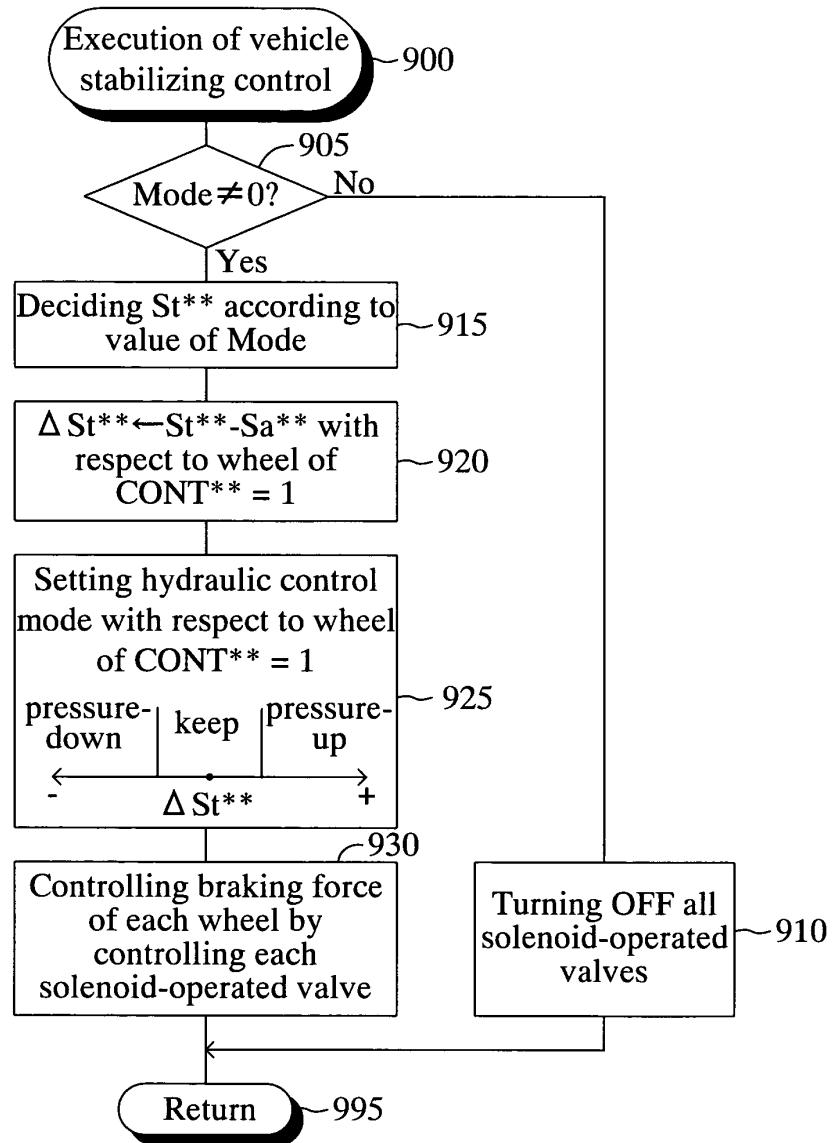 Execution of vehicle
stabilizing control
900
905
Mode≠0?
No
Yes
Deciding St** according to
value of Mode
915
Δ St**←St**-Sa** with
respect to wheel of
CONT** = 1
920
Setting hydraulic control
mode with respect to wheel
of CONT** = 1
pressure-
down
keep
pressure-
up
-
Δ St**
+
925
930
Controlling braking force
of each wheel by
controlling each
solenoid-operated valve
Turning OFF all
solenoid-operated
valves
910
Return
995